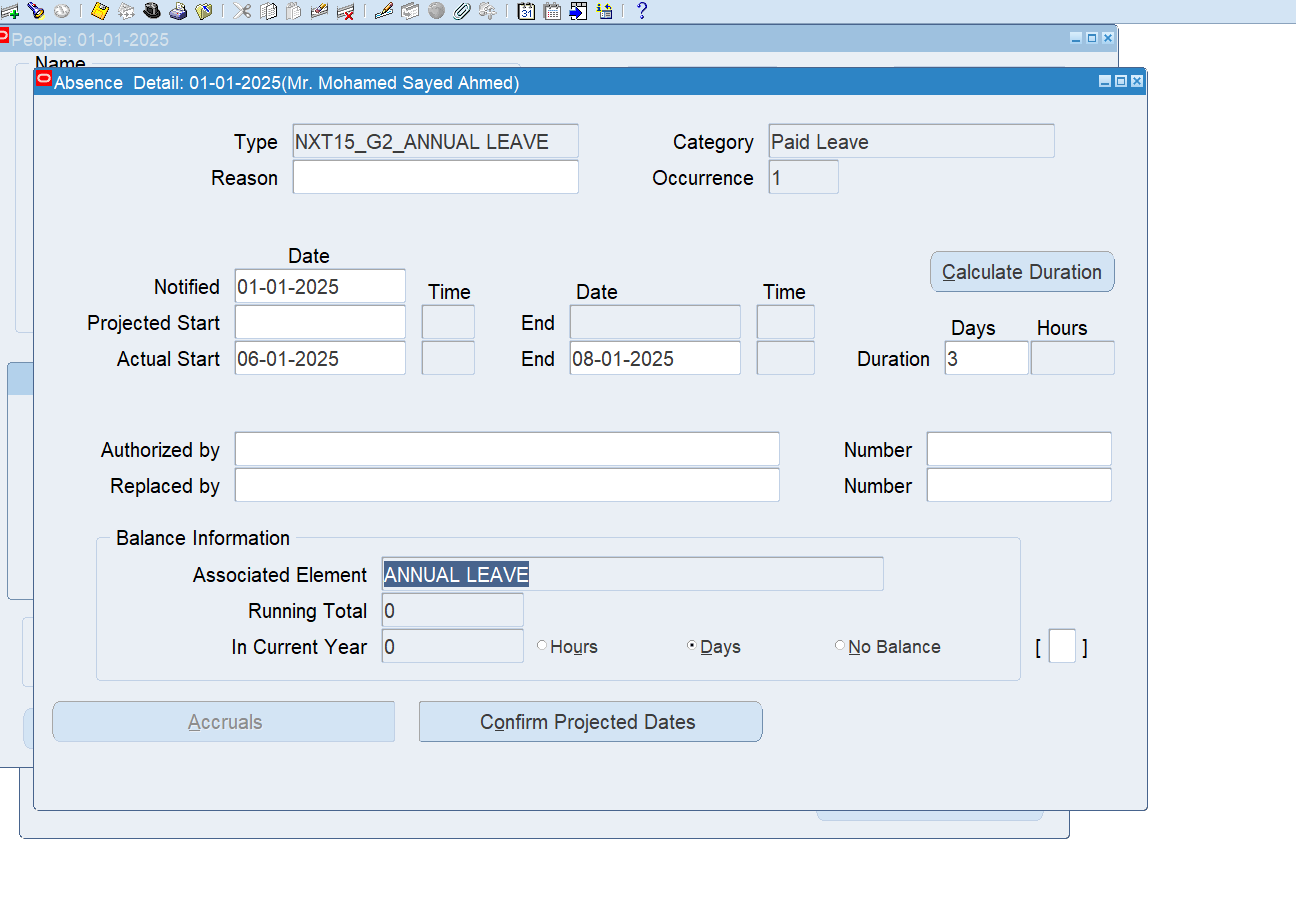 31
?
People: 01-01-2025
Name
Absence Detail: 01-01-2025(Mr. Mohamed Sayed Ahmed)
Type NXT15_G2_ANNUAL LEAVE Category Paid Leave
Reason Occurrence 1
Date
Calculate Duration
Notified 01-01-2025
Time Date Time
Projected Start End Days Hours
Actual Start 06-01-2025 End 08-01-2025 Duration 3
Authorized by Number
Replaced by Number
Balance Information
Associated Element ANNUAL LEAVE
Running Total 0
In Current Year 0 Hours Days No Balance [ ]
Accruals Confirm Projected Dates